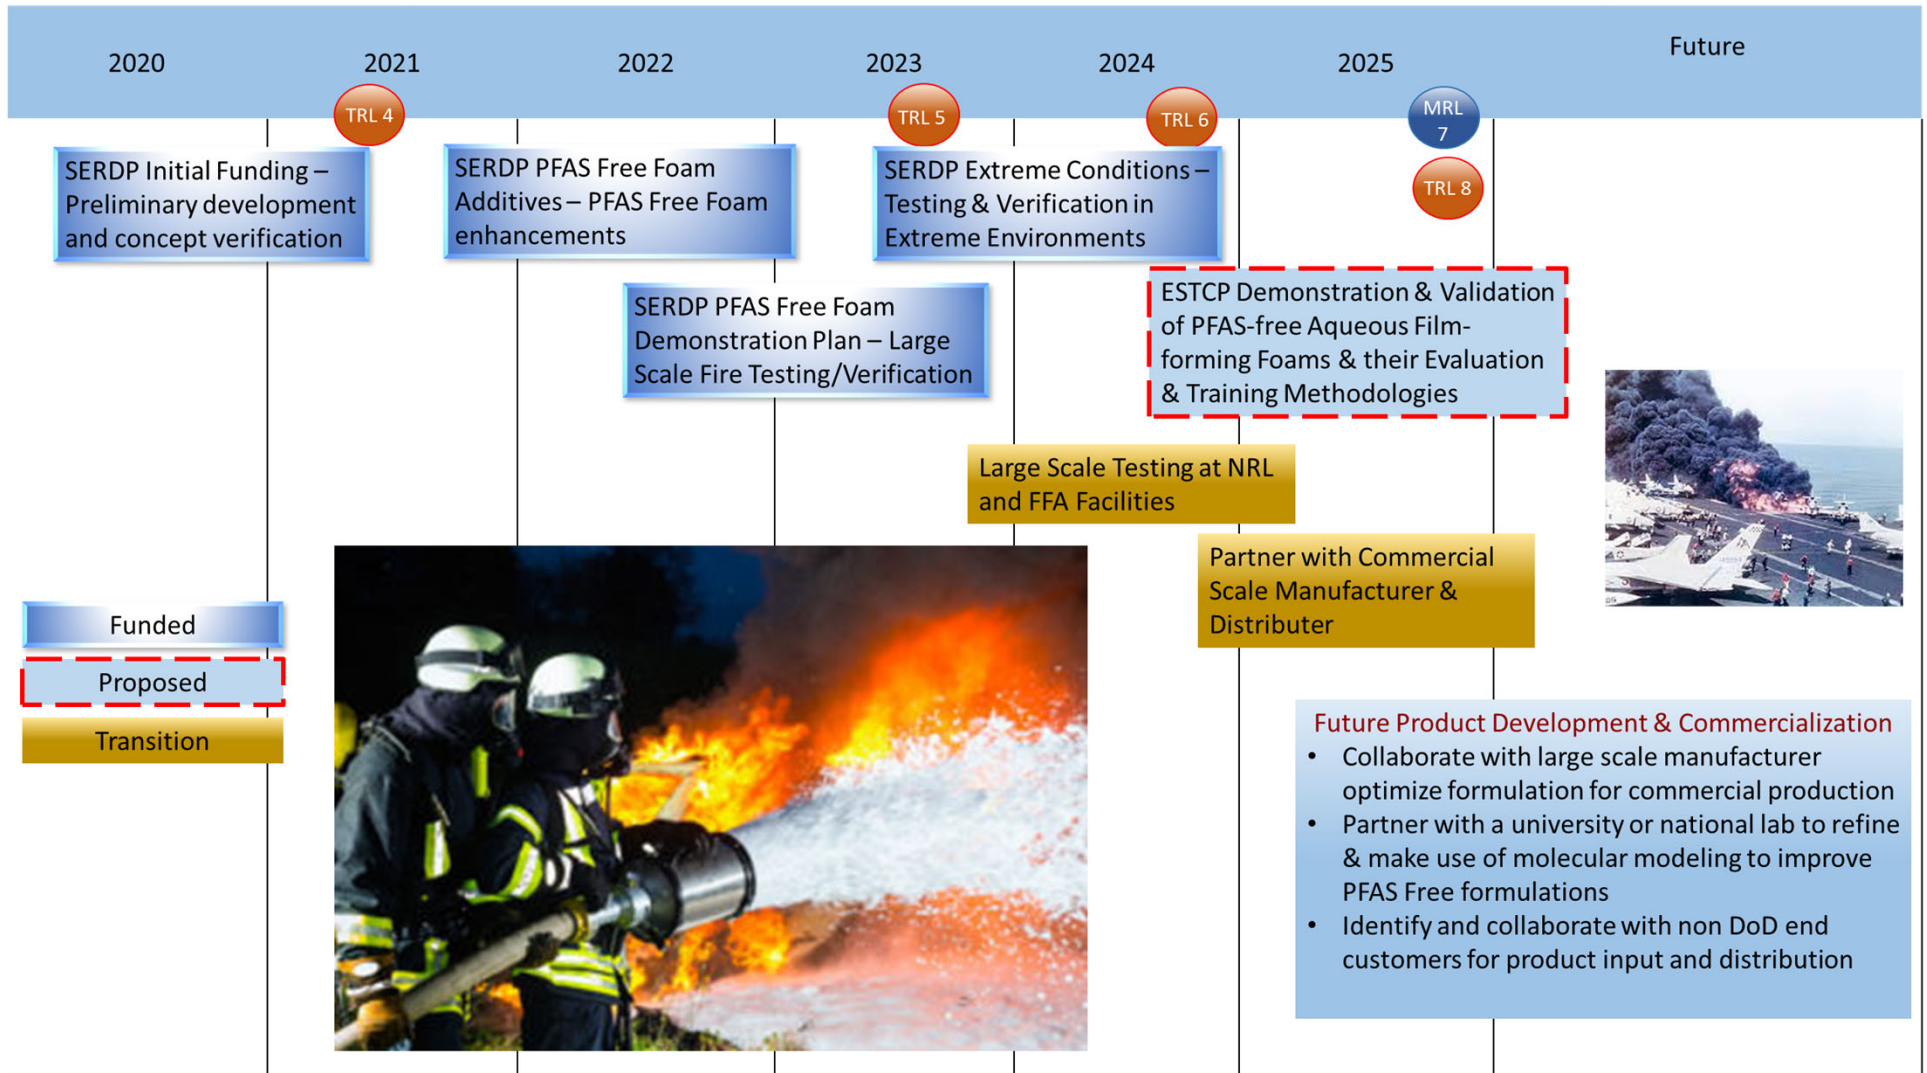 2020
2021
2022
2023
2024
2025
Future
TRL 4
TRL 5
TRL 6
MRL
7
TRL 8
SERDP Initial Funding –
Preliminary development
and concept verification
SERDP PFAS Free Foam
Additives – PFAS Free Foam
enhancements
SERDP Extreme Conditions –
Testing & Verification in
Extreme Environments
SERDP PFAS Free Foam
Demonstration Plan – Large
Scale Fire Testing/Verification
ESTCP Demonstration & Validation
of PFAS-free Aqueous Film-
forming Foams & their Evaluation
& Training Methodologies
Large Scale Testing at NRL
and FFA Facilities
Partner with Commercial
Scale Manufacturer &
Distributer
Funded
Proposed
Transition
Future Product Development & Commercialization
• Collaborate with large scale manufacturer
optimize formulation for commercial production
• Partner with a university or national lab to refine
& make use of molecular modeling to improve
PFAS Free formulations
• Identify and collaborate with non DoD end
customers for product input and distribution